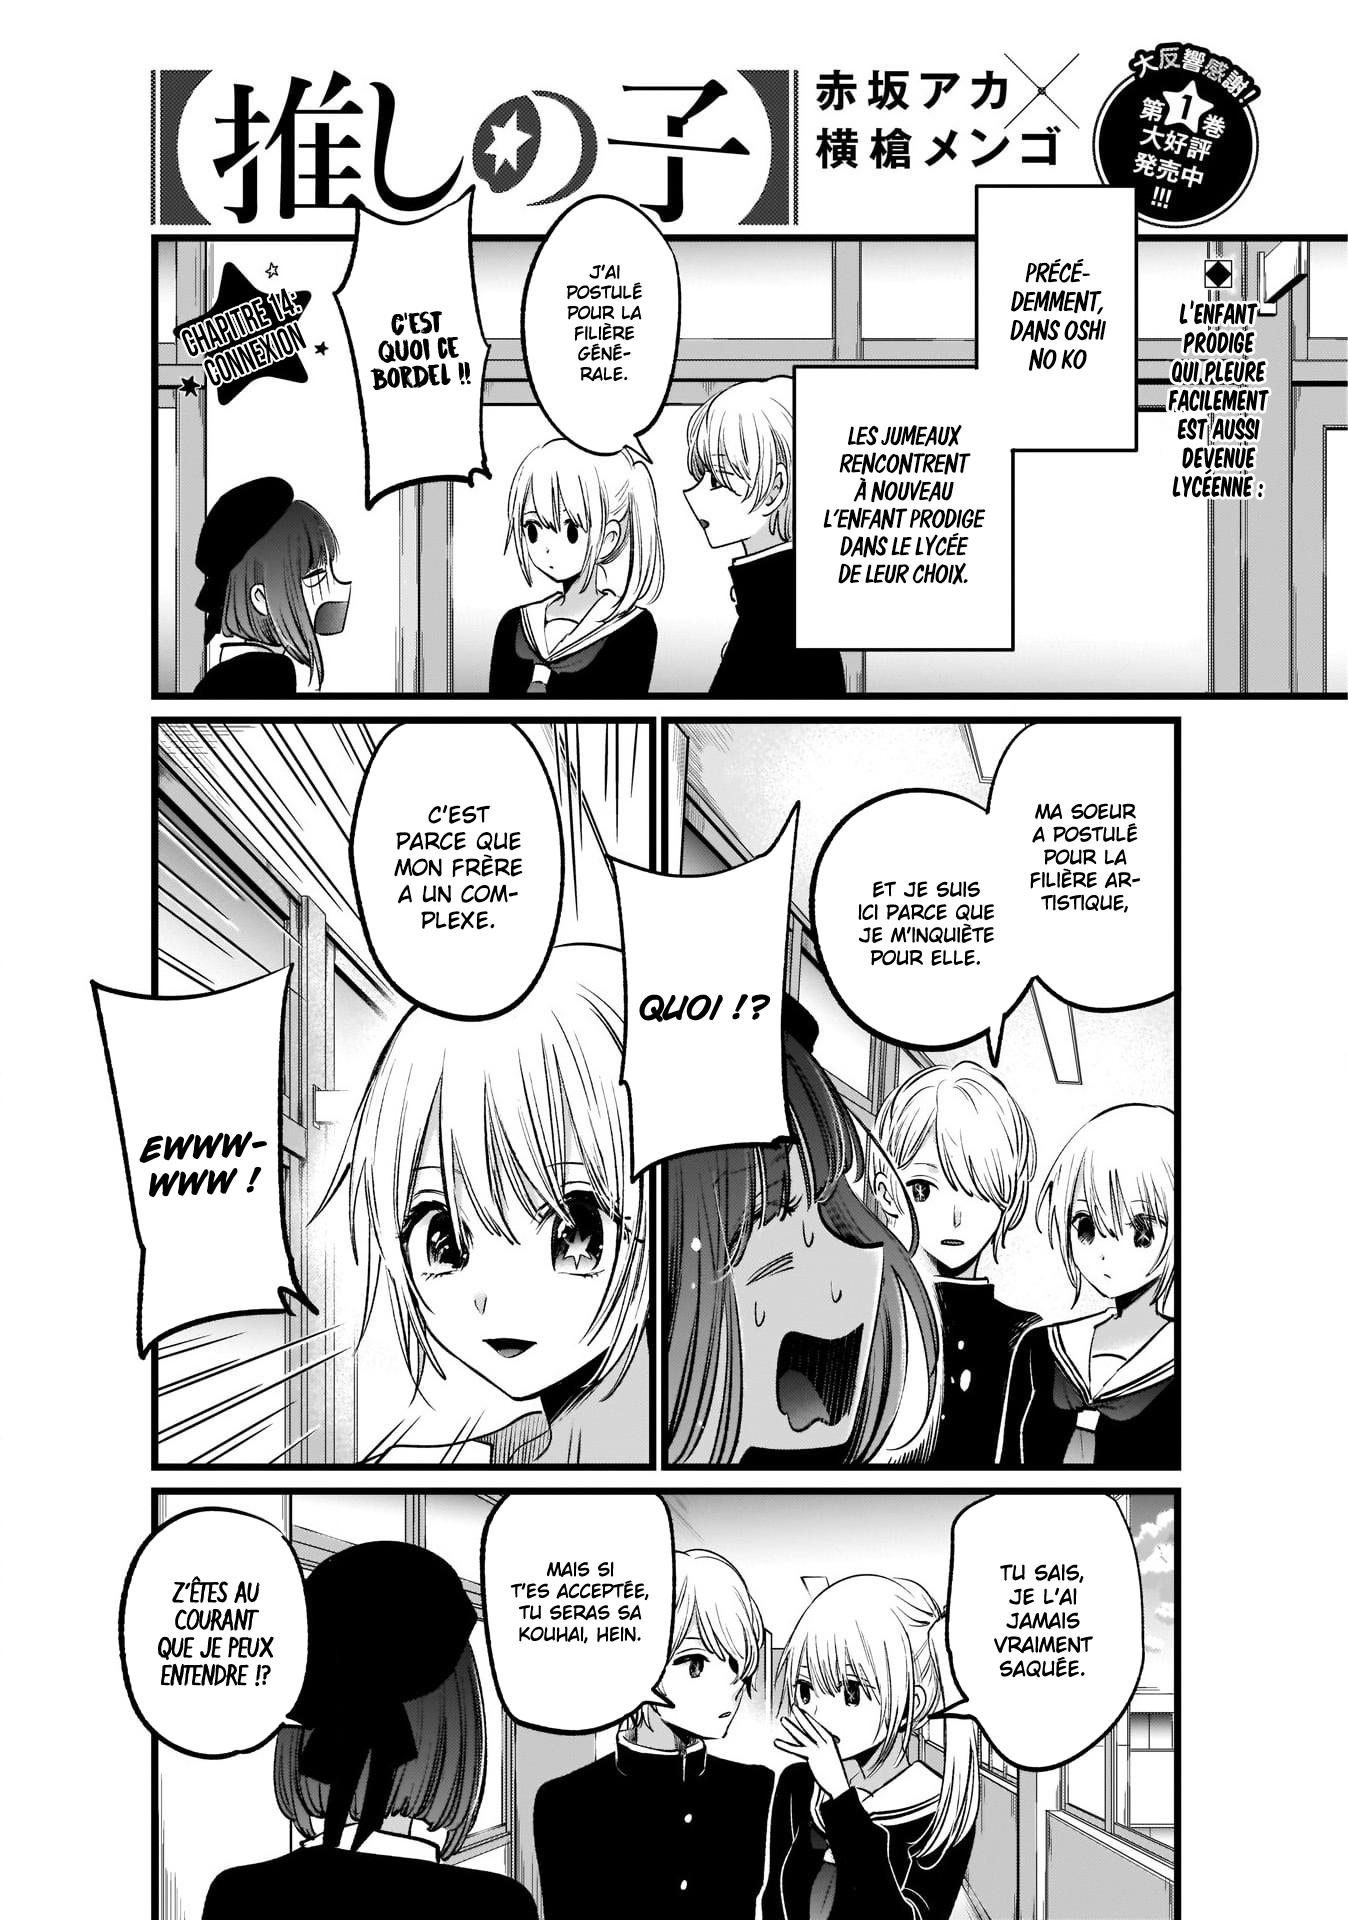 推しの子
赤坂アカ×
横槍メンゴ
大反響感謝!
第1巻
大好評
発売中
!!!
L'ENFANT
PRODIGE
QUI PLEURE
FACILEMENT
EST AUSSI
DEVENUE
LYCÉENNE :
PRÉCÉ-
DEMMENT,
DANS OSHI
NO KO
LES JUMEAUX
RENCONTRENT
À NOUVEAU
L'ENFANT PRODIGE
DANS LE LYCÉE
DE LEUR CHOIX.
J'AI
POSTULÉ
POUR LA
FILIÈRE
GÉNÉ-
RALE.
C'EST
QUOI CE
BORDEL !!
CHAPITRE 14:
CONNEXION
MA SOEUR
A POSTULÉ
POUR LA
FILIÈRE AR-
TISTIQUE,
ET JE SUIS
ICI PARCE QUE
JE M'INQUIÈTE
POUR ELLE.
QUOI !?
C'EST
PARCE QUE
MON FRÈRE
A UN COM-
PLEXE.
EWWW-
WWW !
TU SAIS,
JE L'AI
JAMAIS
VRAIMENT
SAQUÉE.
MAIS SI
T'ES ACCEPTÉE,
TU SERAS SA
KOUHAI, HEIN.
Z'ÊTES AU
COURANT
QUE JE PEUX
ENTENDRE !?